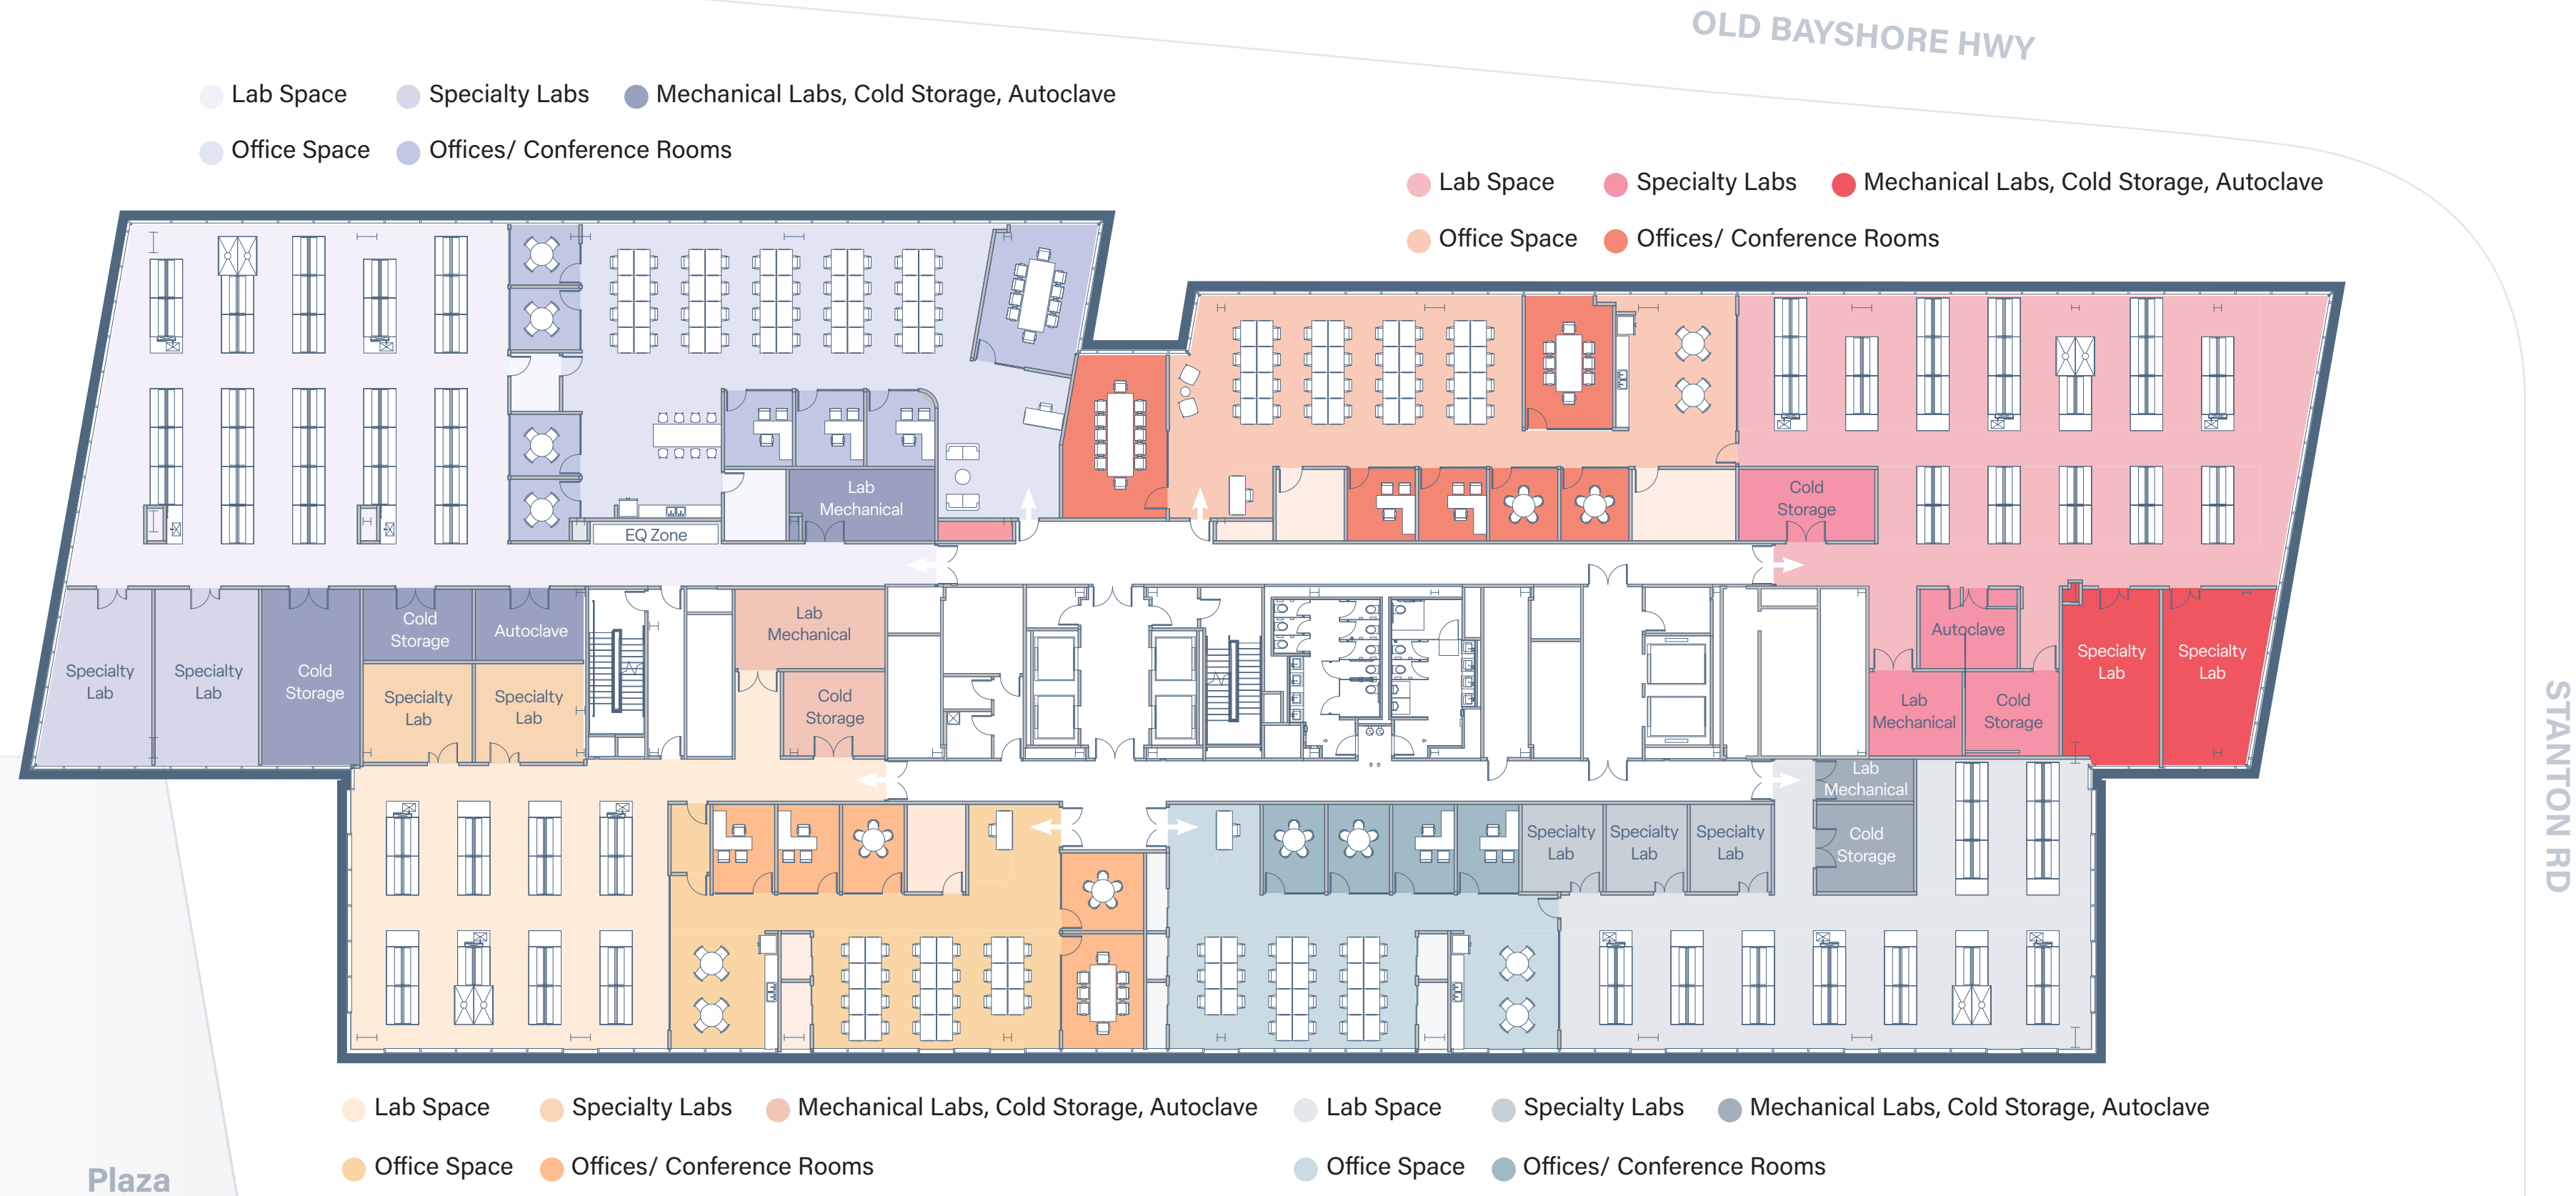 OLD BAYSHORE HWY
Lab Space
Specialty Labs
Mechanical Labs, Cold Storage, Autoclave
Office Space
Offices/ Conference Rooms
Lab Space
Specialty Labs
Mechanical Labs, Cold Storage, Autoclave
Office Space
Offices/ Conference Rooms
Lab
Mechanical
EQ Zone
Cold
Storage
Specialty
Lab
Specialty
Lab
Cold
Storage
Cold
Storage
Autoclave
Specialty
Lab
Specialty
Lab
Lab
Mechanical
Cold
Storage
Autoclave
Lab
Mechanical
Cold
Storage
Specialty
Lab
Specialty
Lab
STANTON RD
Lab
Mechanical
Cold
Storage
Specialty
Lab
Specialty
Lab
Specialty
Lab
Lab Space
Specialty Labs
Mechanical Labs, Cold Storage, Autoclave
Office Space
Offices/ Conference Rooms
Lab Space
Specialty Labs
Mechanical Labs, Cold Storage, Autoclave
Office Space
Offices/ Conference Rooms
Plaza